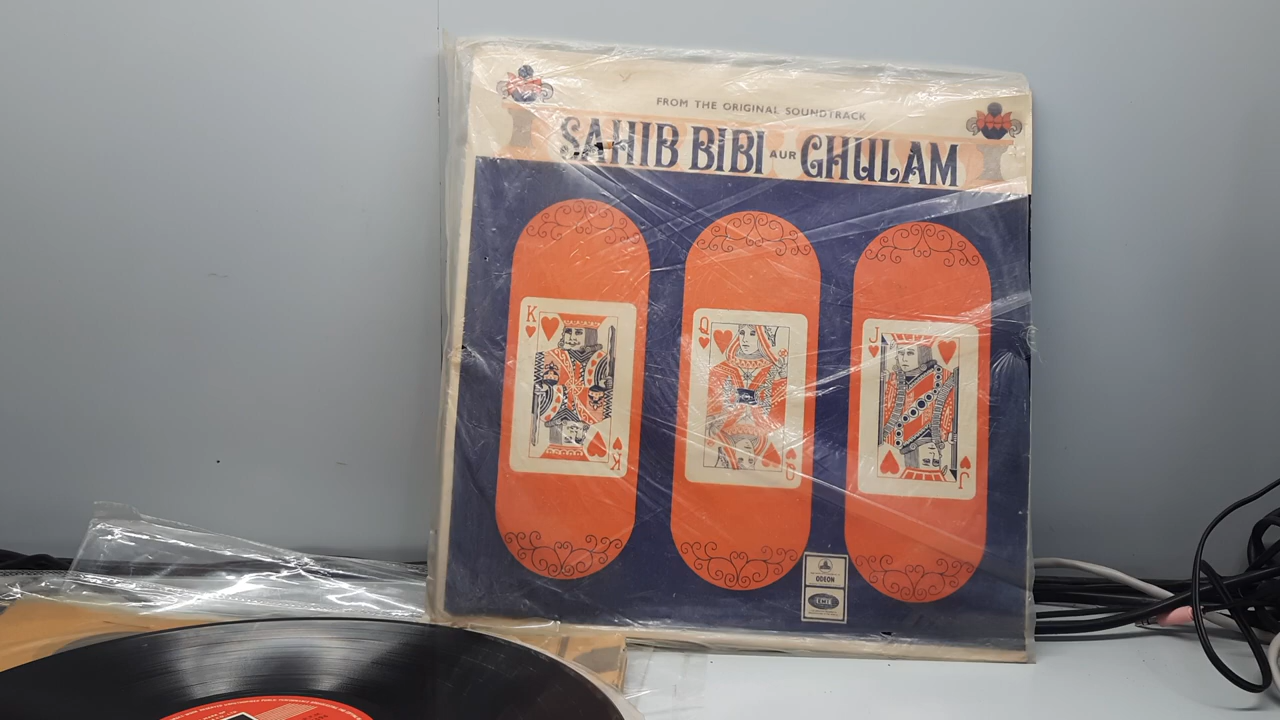 FROM THE ORIGINAL SOUNDTRACK
SAHIB BIBI AUR GHULAM
K
K
Q
Q
J
J
ODEON
EMI